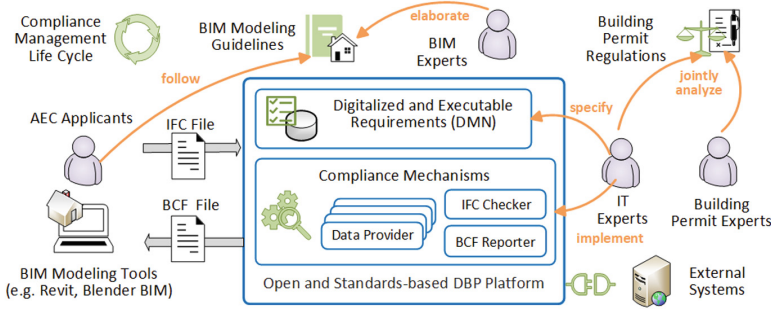 Compliance
Management
Life Cycle
BIM Modeling
Guidelines
elaborate
BIM
Experts
Building
Permit
Regulations
jointly
analyze
follow
AEC Applicants
IFC File
Digitalized and Executable
Requirements (DMN)
specify
Compliance Mechanisms
IFC Checker
Data Provider
BCF Reporter
BCF File
IT
Experts
implement
Building
Permit Experts
BIM Modeling Tools
(e.g. Revit, Blender BIM)
Open and Standards-based DBP Platform
External
Systems